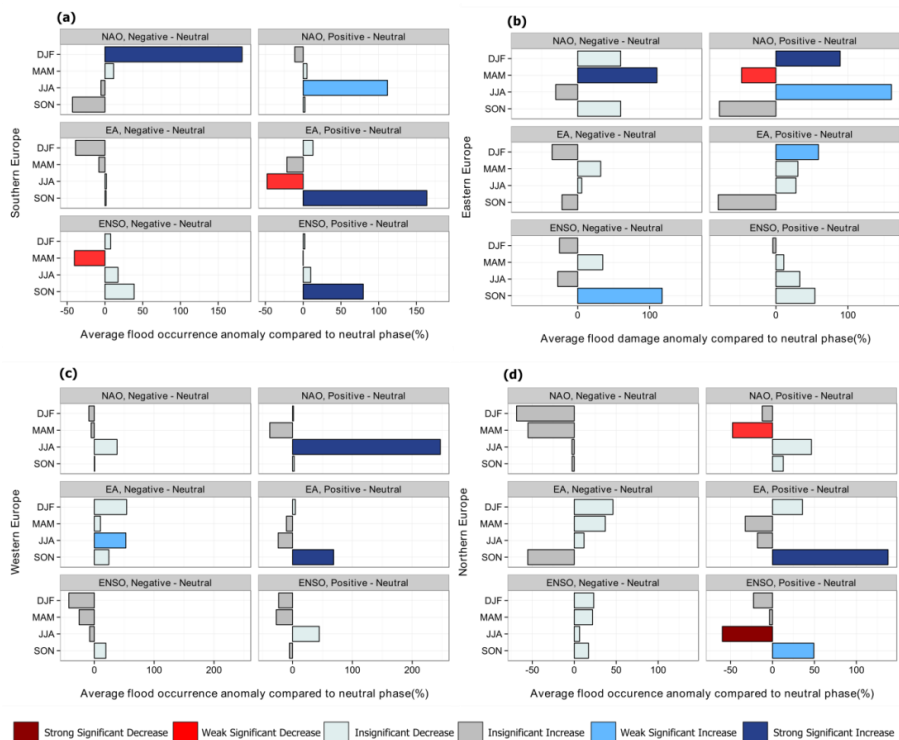 (a)
NAO, Negative - Neutral
NAO, Positive - Neutral
DJF
MAM
JJA
SON
EA, Negative - Neutral
EA, Positive - Neutral
DJF
MAM
JJA
SON
ENSO, Negative - Neutral
ENSO, Positive - Neutral
DJF
MAM
JJA
SON
Southern Europe
-50 0 50 100 150
-50 0 50 100 150
Average flood occurrence anomaly compared to neutral phase(%)
(b)
NAO, Negative - Neutral
NAO, Positive - Neutral
DJF
MAM
JJA
SON
EA, Negative - Neutral
EA, Positive - Neutral
DJF
MAM
JJA
SON
ENSO, Negative - Neutral
ENSO, Positive - Neutral
DJF
MAM
JJA
SON
Eastern Europe
0 100
0 100
Average flood damage anomaly compared to neutral phase(%)
(c)
NAO, Negative - Neutral
NAO, Positive - Neutral
DJF
MAM
JJA
SON
EA, Negative - Neutral
EA, Positive - Neutral
DJF
MAM
JJA
SON
ENSO, Negative - Neutral
ENSO, Positive - Neutral
DJF
MAM
JJA
SON
Western Europe
0 100 200
0 100 200
Average flood occurrence anomaly compared to neutral phase(%)
(d)
NAO, Negative - Neutral
NAO, Positive - Neutral
DJF
MAM
JJA
SON
EA, Negative - Neutral
EA, Positive - Neutral
DJF
MAM
JJA
SON
ENSO, Negative - Neutral
ENSO, Positive - Neutral
DJF
MAM
JJA
SON
Northern Europe
-50 0 50 100
-50 0 50 100
Average flood occurence anomaly compared to neutral phase(%)
Strong Significant Decrease Weak Significant Decrease Insignificant Decrease Insignificant Increase Weak Significant Increase Strong Significant Increase